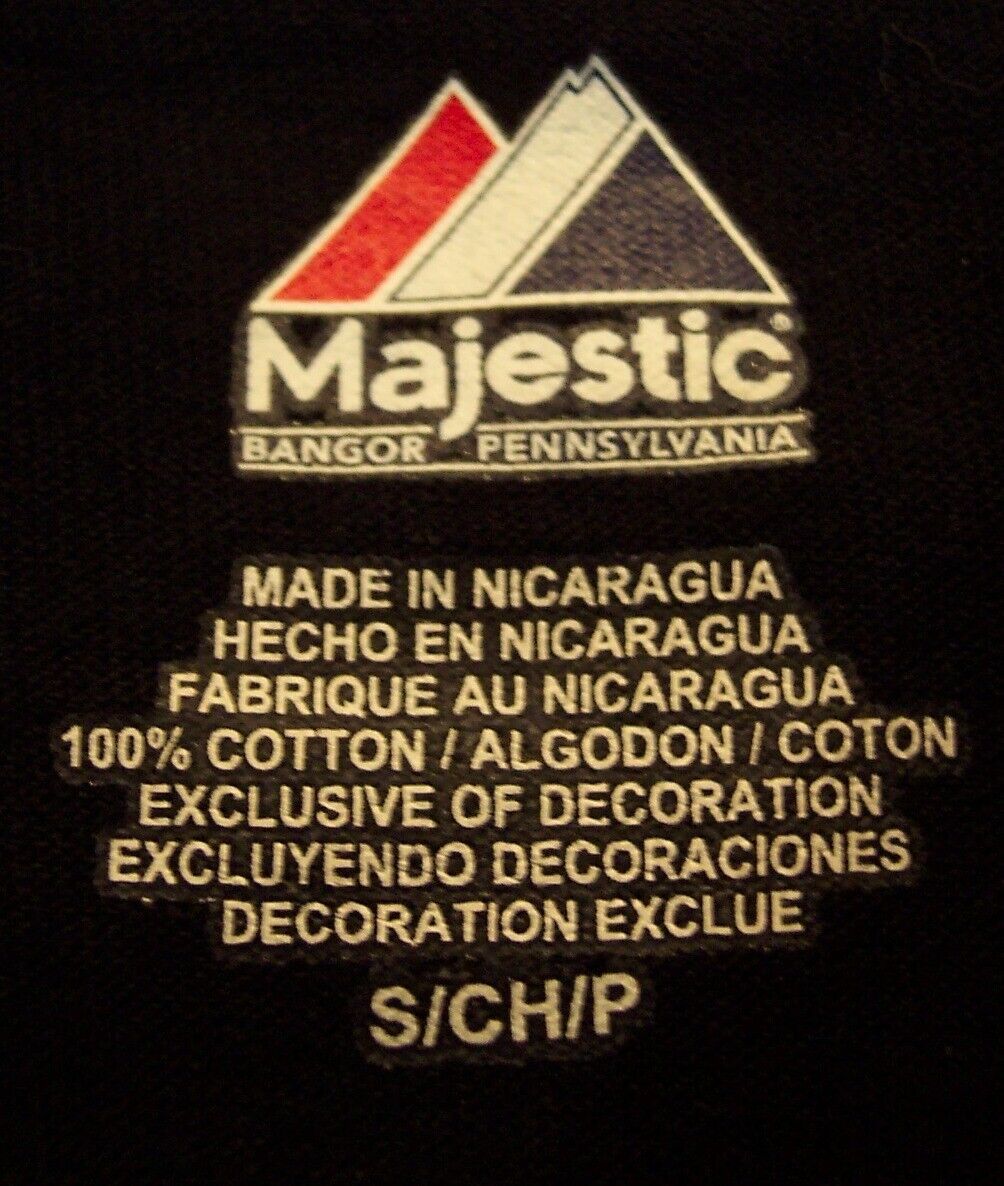 Majestic®
BANGOR PENNSYLVANIA
MADE IN NICARAGUA
HECHO EN NICARAGUA
FABRIQUE AU NICARAGUA
100% COTTON / ALGODON / COTON
EXCLUSIVE OF DECORATION
EXCLUYENDO DECORACIONES
DECORATION EXCLUE
S/CH/P